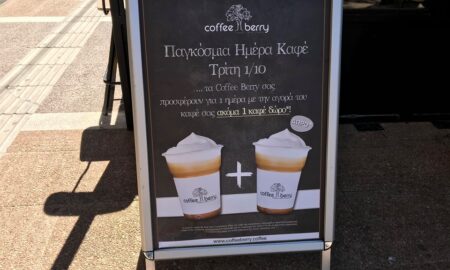 coffee berry
Παγκόσμια Ημέρα Καφέ
Τρίτη 1/10
...τα Coffee Berry σας
προσφέρουν για 1 ημέρα με την αγορά του
καφέ σας ακόμα 1 καφέ δώρο*!
+
coffee berry
coffee berry
www.coffeeberry.coffee